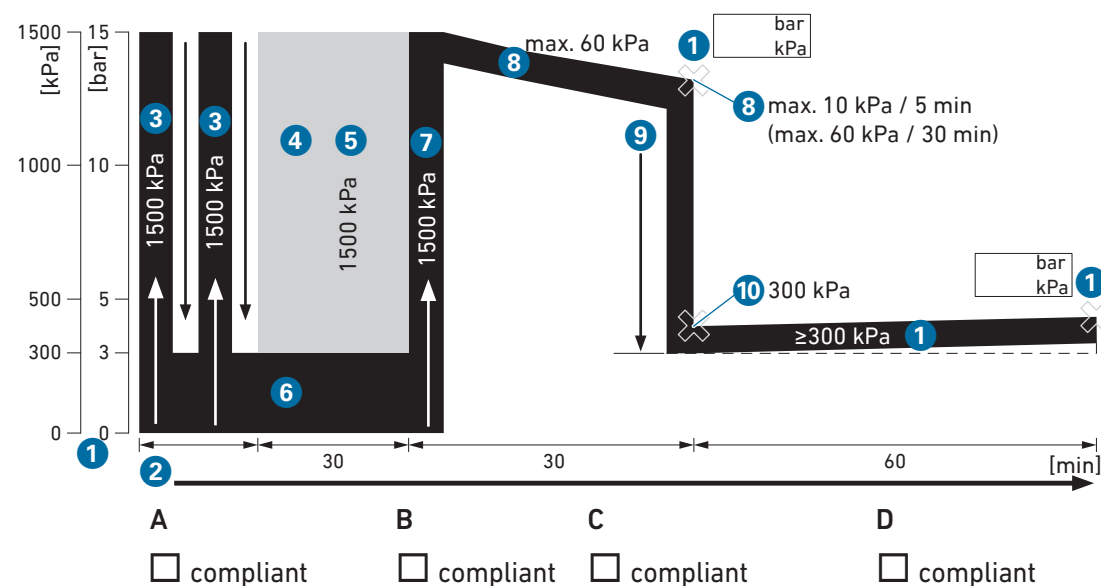 1500
[kPa]
15
[bar]
1000
10
500
5
300
3
0
0
3
1500 kPa
3
1500 kPa
4
5
1500 kPa
6
7
1500 kPa
8
max. 60 kPa
1
bar
kPa
8 max. 10 kPa / 5 min
(max. 60 kPa / 30 min)
9
10 300 kPa
≥300 kPa 1
bar
kPa
1
1
2
30
30
60
[min]
A
B
C
D
compliant
compliant
compliant
compliant